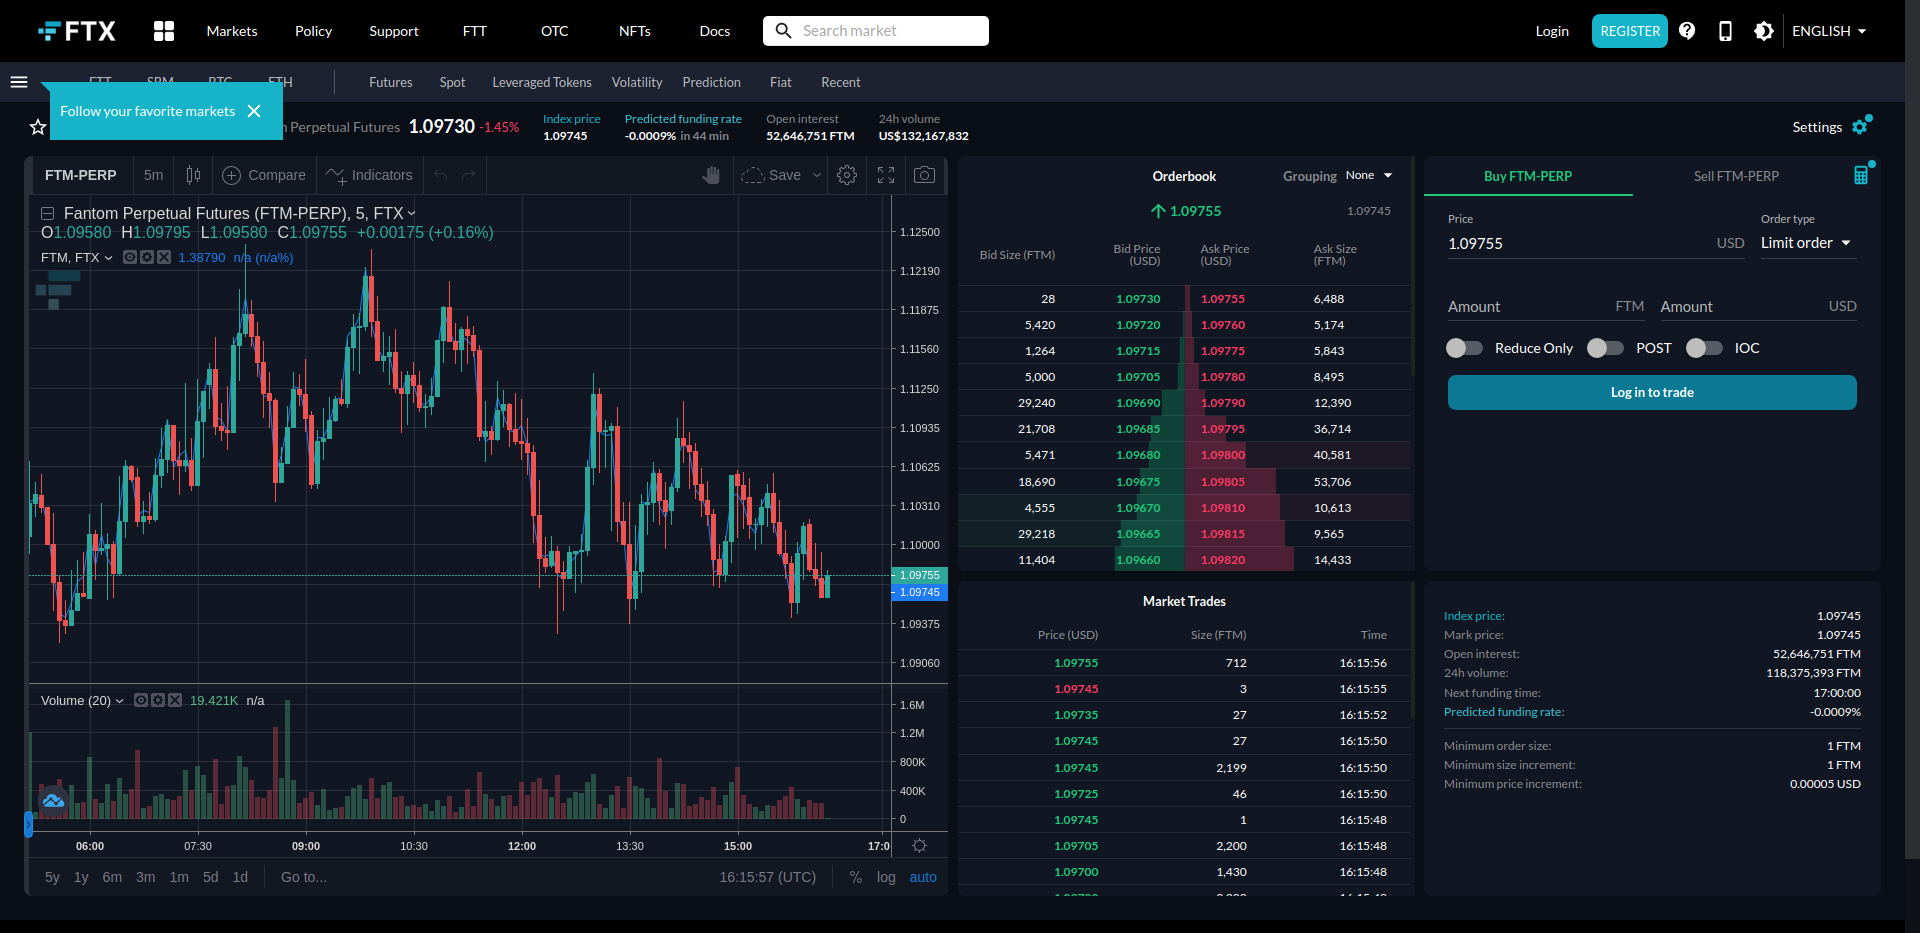 FTX
Markets
Policy
Support
FTT
OTC
NFTs
Docs
Search market
Login
REGISTER
ENGLISH
FTT
BTC
ETH
Futures
Spot
Leveraged Tokens
Volatility
Prediction
Fiat
Recent
Follow your favorite markets
Perpetual Futures
1.09730 -1.45%
Index price
1.09745
Predicted funding rate
-0.0009% in 44 min
Open interest
52,646,751 FTM
24h volume
US$132,167,832
Settings
FTM-PERP 5m Compare Indicators Save
Fantom Perpetual Futures (FTM-PERP), 5, FTX
O1.09580 H1.09795 L1.09580 C1.09755 +0.00175 (+0.16%)
FTM, FTX 1.38790 n/a (n/a%)
1.12500
1.12190
1.11875
1.11560
1.11250
1.10935
1.10625
1.10310
1.10000
1.09755
1.09745
1.09375
1.09060
Volume (20) 19.421K n/a
1.6M
1.2M
800K
400K
0
06:00 07:30 09:00 10:30 12:00 13:30 15:00 17:0
5y 1y 6m 3m 1m 5d 1d Go to... 16:15:57 (UTC) % log auto
Orderbook
Grouping None
1.09755 1.09745
Bid Size (FTM) Bid Price (USD) Ask Price (USD) Ask Size (FTM)
28 1.09730 1.09755 6,488
5,420 1.09720 1.09760 5,174
1,264 1.09715 1.09775 5,843
5,000 1.09705 1.09780 8,495
29,240 1.09690 1.09790 12,390
21,708 1.09685 1.09795 36,714
5,471 1.09680 1.09800 40,581
18,690 1.09675 1.09805 53,706
4,555 1.09670 1.09810 10,613
29,218 1.09665 1.09815 9,565
11,404 1.09660 1.09820 14,433
Market Trades
Price (USD) Size (FTM) Time
1.09755 712 16:15:56
1.09745 3 16:15:55
1.09735 27 16:15:52
1.09745 27 16:15:50
1.09745 2,199 16:15:50
1.09725 46 16:15:50
1.09745 1 16:15:48
1.09705 2,200 16:15:48
1.09700 1,430 16:15:48
Buy FTM-PERP
Sell FTM-PERP
Price
Order type
1.09755 USD
Limit order
Amount FTM
Amount USD
Reduce Only
POST
IOC
Log in to trade
Index price: 1.09745
Mark price: 1.09745
Open interest: 52,646,751 FTM
24h volume: 118,375,393 FTM
Next funding time: 17:00:00
Predicted funding rate: -0.0009%
Minimum order size: 1 FTM
Minimum size increment: 1 FTM
Minimum price increment: 0.00005 USD